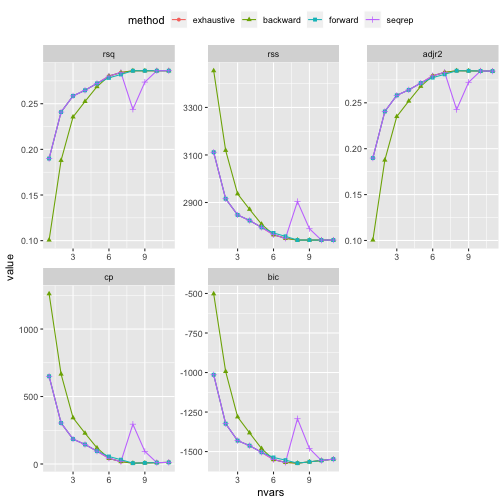 method exhaustive backward forward seqrep
rsq rss adjr2
0.25
0.20
0.15
0.10
3300
2900
0.25
0.20
0.15
0.10
3 6 9
3 6 9
3 6 9
value
cp bic
1000
500
0
-500
-750
-1000
-1250
-1500
3 6 9
3 6 9
nvars